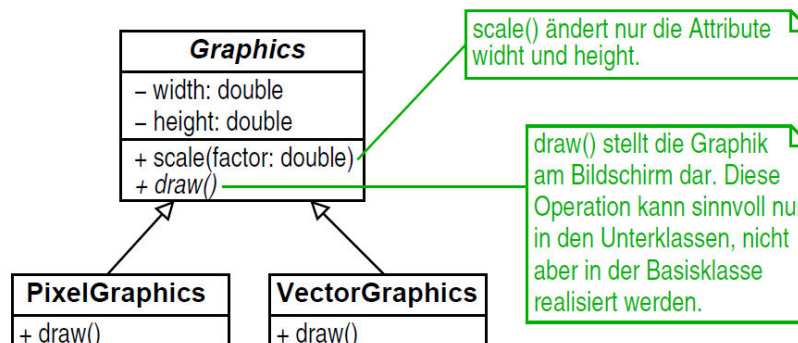 Graphics
– width: double
– height: double
+ scale(factor: double)
+ draw()
scale() ändert nur die Attribute
widht und height.
draw() stellt die Graphik
am Bildschirm dar. Diese
Operation kann sinnvoll nu
in den Unterklassen, nicht
aber in der Basisklasse
realisiert werden.
PixelGraphics
+ draw()
VectorGraphics
+ draw()